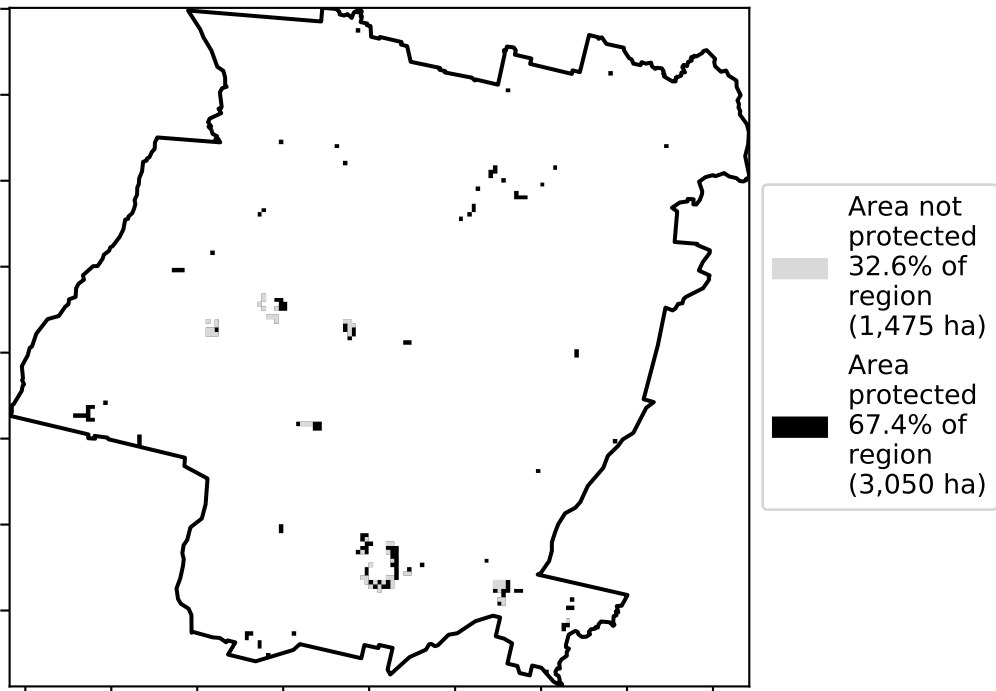 Area not
protected
32.6% of
region
(1,475 ha)
Area
protected
67.4% of
region
(3,050 ha)